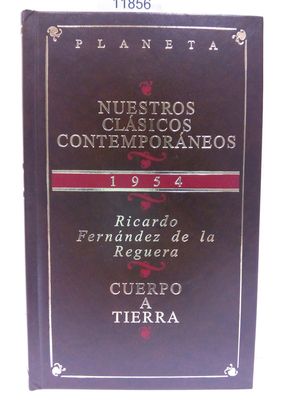 11856
PLANETA
NUESTROS
CLÁSICOS
CONTEMPORÁNEOS
1954
Ricardo
Fernández de la
Reguera
CUERPO
A
TIERRA